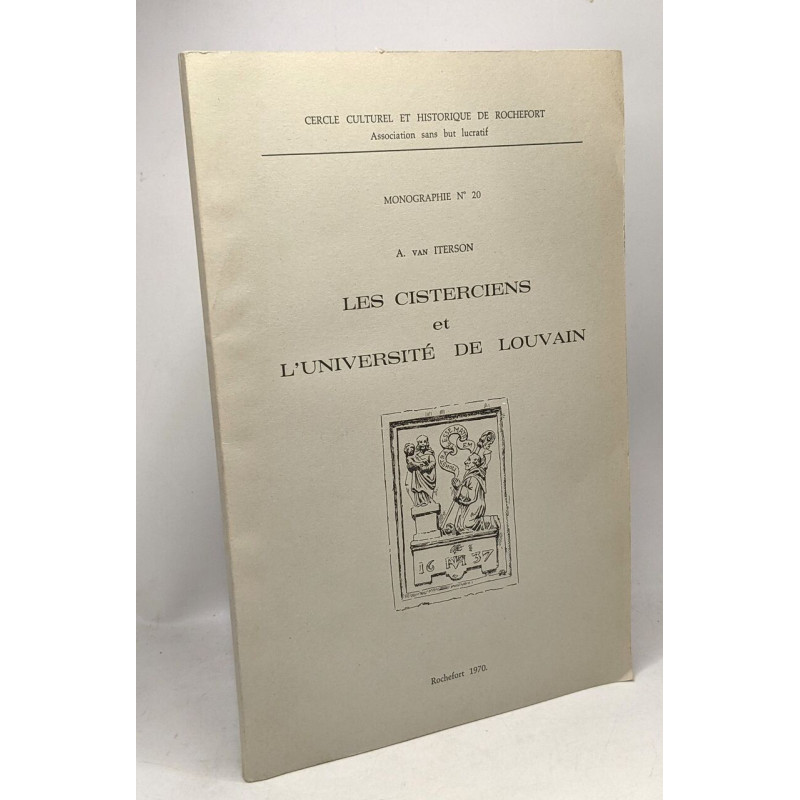 CERCLE CULTUREL ET HISTORIQUE DE ROCHEFORT
Association sans but lucratif
MONOGRAPHIE N° 20
A. VAN ITERSON
LES CISTERCIENS
et
L'UNIVERSITÉ DE LOUVAIN
16 37
Rochefort 1970.